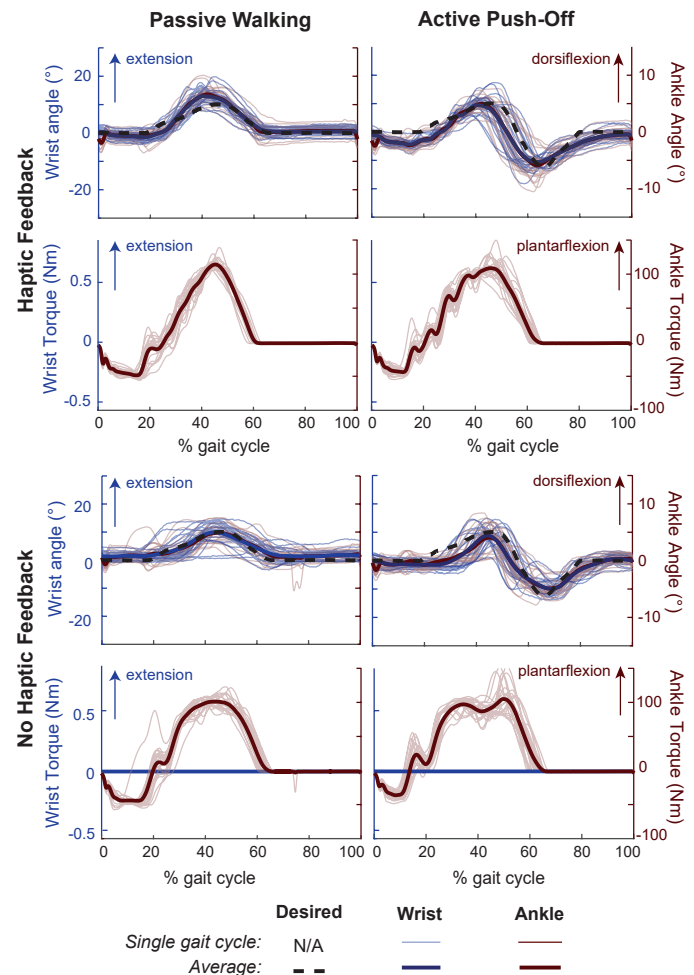 Passive Walking
Active Push-Off
Haptic Feedback
extension
Wrist angle (°)
20
0
-20
dorsiflexion
Ankle Angle (°)
10
5
0
-5
-10
extension
Wrist Torque (Nm)
0.5
0
-0.5
0 20 40 60 80 100
% gait cycle
plantarflexion
Ankle Torque (Nm)
100
0
-100
0 20 40 60 80 100
% gait cycle
No Haptic Feedback
extension
Wrist angle (°)
20
0
-20
dorsiflexion
Ankle Angle (°)
10
5
0
-5
-10
extension
Wrist Torque (Nm)
0.5
0
-0.5
0 20 40 60 80 100
% gait cycle
plantarflexion
Ankle Torque (Nm)
100
0
-100
0 20 40 60 80 100
% gait cycle
Desired Wrist Ankle
Single gait cycle: N/A
Average: